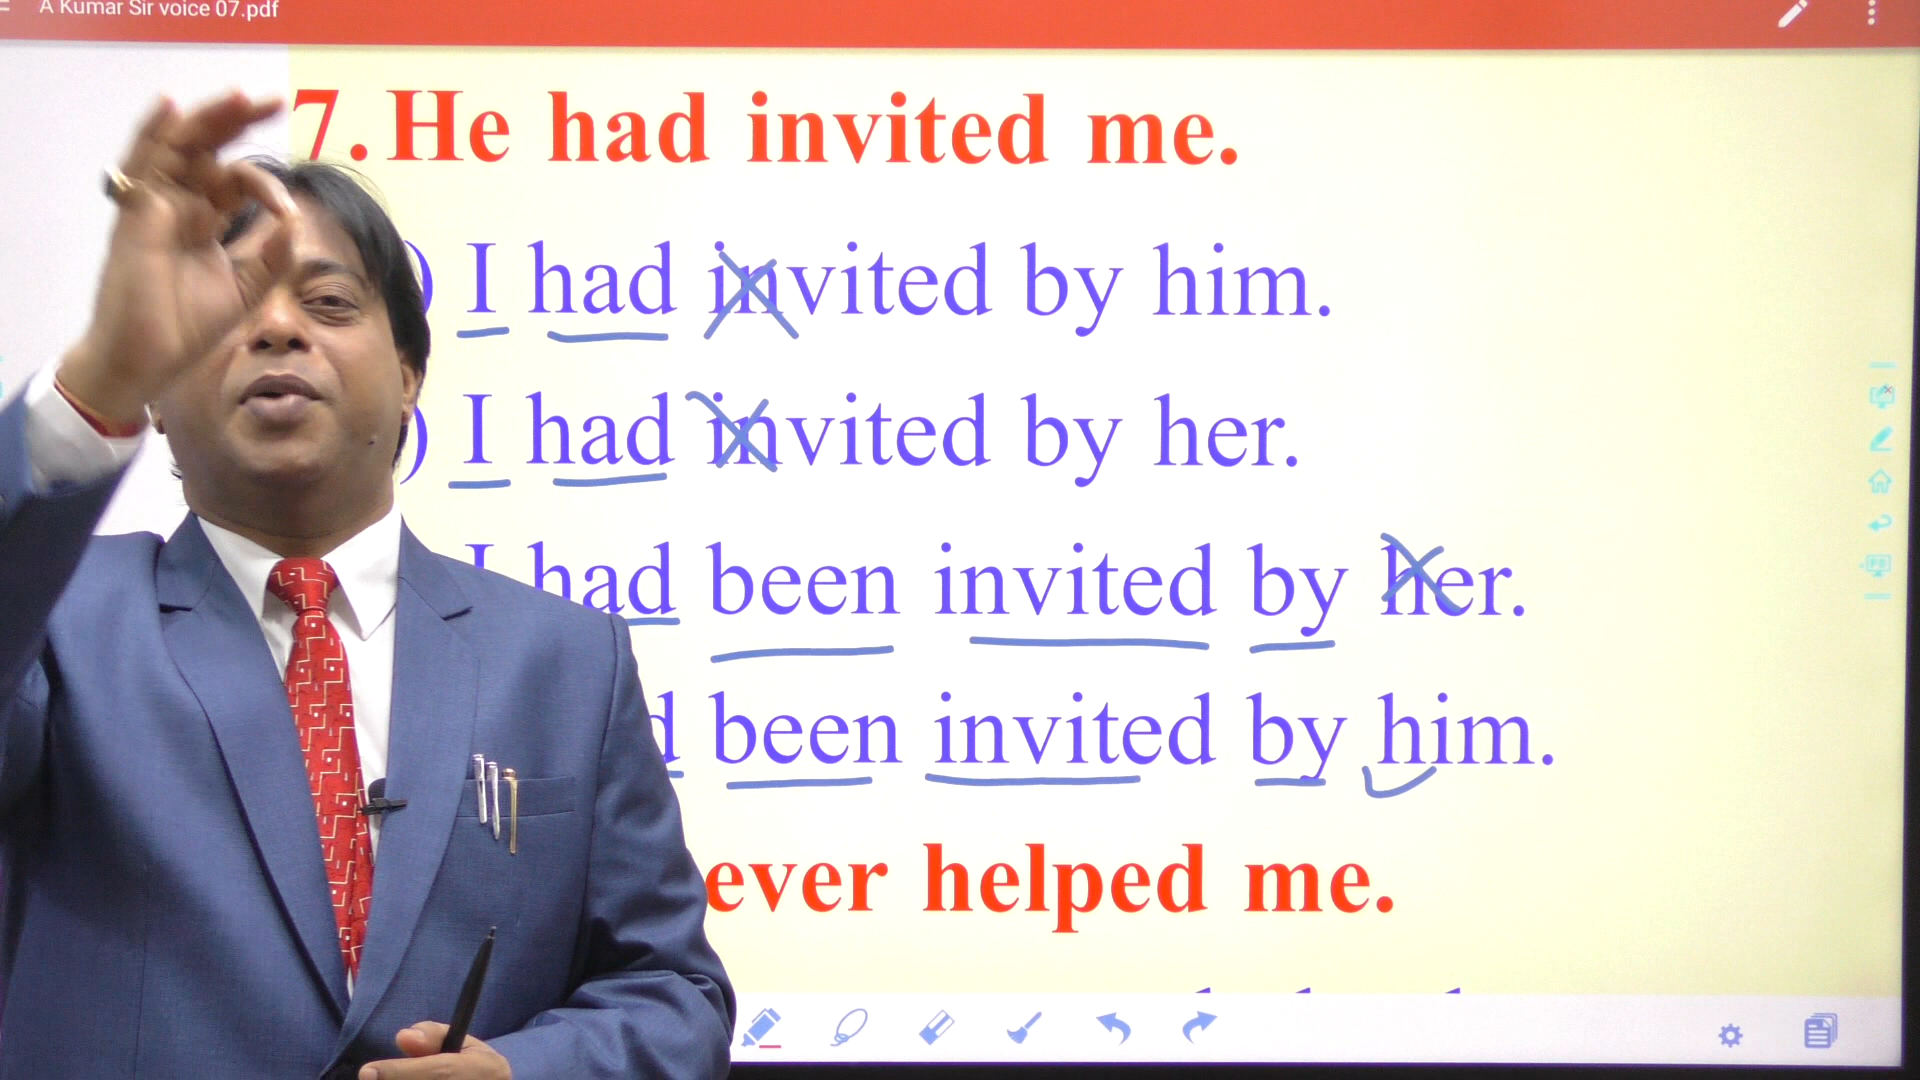 A Kumar Sir voice 07.pdf
7. He had invited me.
) I had invited by him.
) I had invited by her.
I had been invited by her.
been invited by him.
ever helped me.